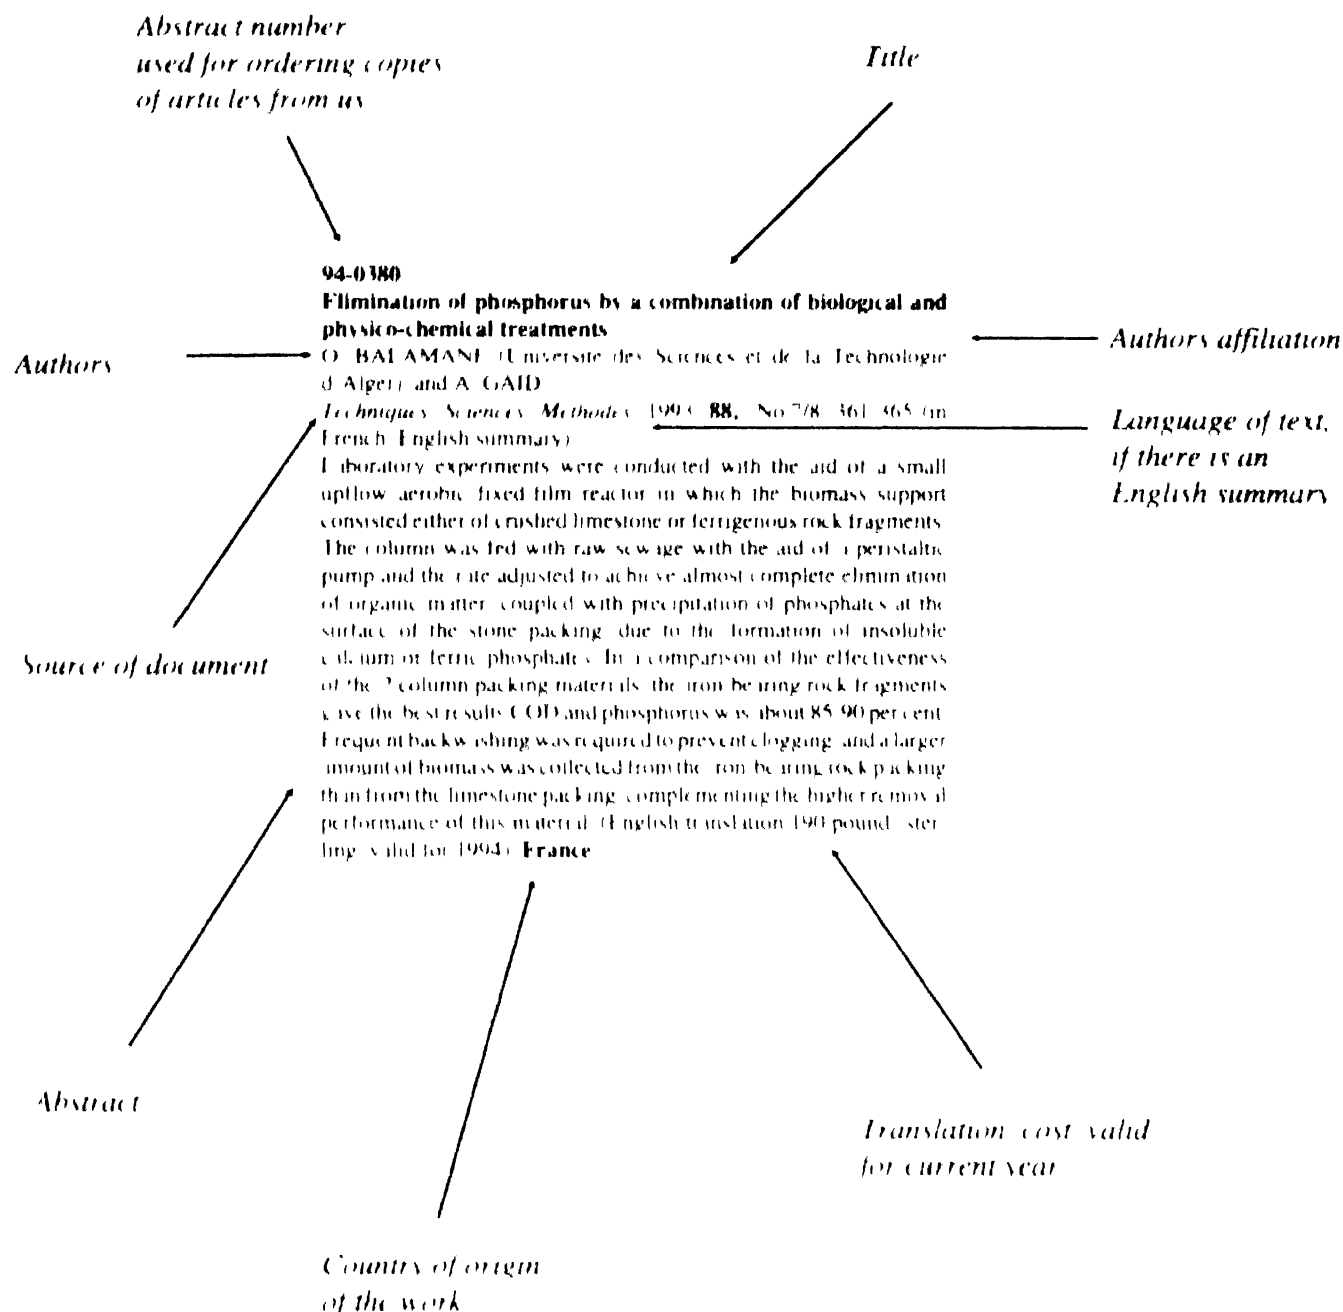 Abstract number
used for ordering copies
of articles from us
Title
94-0380
Elimination of phosphorus by a combination of biological and
physico-chemical treatments
Authors
O BALAMANE (Universite des Sciences et de la Technologie
d Alger) and A GAID
Authors affiliation
Techniques Sciences Methodes 1993 88, No 7/8 361 365 (in
French English summary)
Language of text,
if there is an
English summary
Laboratory experiments were conducted with the aid of a small
upflow aerobic fixed film reactor in which the biomass support
consisted either of crushed limestone or ferrigenous rock fragments
The column was fed with raw sewage with the aid of a peristaltic
pump and the rate adjusted to achieve almost complete elimination
of organic matter coupled with precipitation of phosphates at the
surface of the stone packing due to the formation of insoluble
calcium or ferric phosphates In a comparison of the effectiveness
of the 2 column packing materials the iron bearing rock fragments
gave the best results COD and phosphorus was about 85 90 per cent
Frequent backwashing was required to prevent clogging and a larger
amount of biomass was collected from the iron bearing rock packing
than from the limestone packing complementing the higher removal
performance of this material (English translation 190 pound ster
ling valid for 1994) France
Source of document
Abstract
Translation cost valid
for current year
Country of origin
of the work